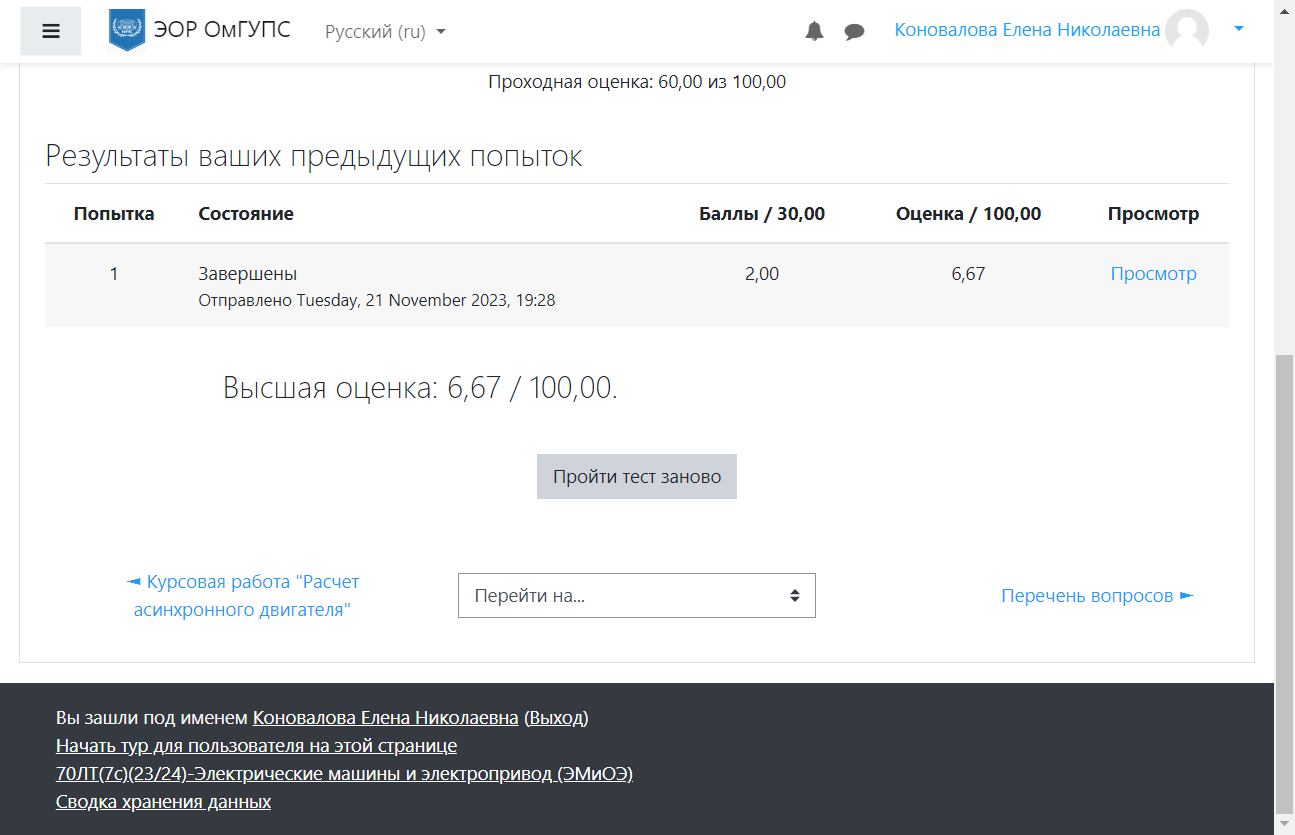 ЭОР ОмГУПС Русский (ru) Коновалова Елена Николаевна
Проходная оценка: 60,00 из 100,00
Результаты ваших предыдущих попыток
Попытка Состояние Баллы / 30,00 Оценка / 100,00 Просмотр
1 Завершены 2,00 6,67 Просмотр
Отправлено Tuesday, 21 November 2023, 19:28
Высшая оценка: 6,67 / 100,00.
Пройти тест заново
◄ Курсовая работа "Расчет
асинхронного двигателя"
Перейти на...
Перечень вопросов ►
Вы зашли под именем Коновалова Елена Николаевна (Выход)
Начать тур для пользователя на этой странице
70ЛТ(7с)(23/24)-Электрические машины и электропривод (ЭМиОЭ)
Сводка хранения данных